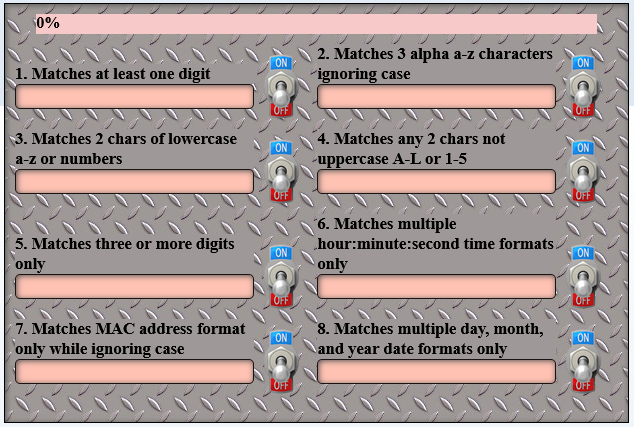 0%
1. Matches at least one digit
ON
OFF
2. Matches 3 alpha a-z characters
ignoring case
ON
OFF
3. Matches 2 chars of lowercase
a-z or numbers
ON
OFF
4. Matches any 2 chars not
uppercase A-L or 1-5
ON
OFF
5. Matches three or more digits
only
ON
OFF
6. Matches multiple
hour:minute:second time formats
only
ON
OFF
7. Matches MAC address format
only while ignoring case
ON
OFF
8. Matches multiple day, month,
and year date formats only
ON
OFF